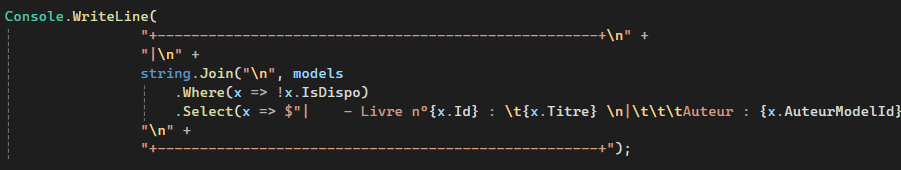 Console.WriteLine(
"+----------------------------------------------------+\n" +
"|\n" +
string.Join("\n", models
.Where(x => !x.IsDispo)
.Select(x => $"|    - Livre n°{x.Id} : \t{x.Titre} \n|\t\t\tAuteur : {x.AuteurModelId}
"\n" +
"+----------------------------------------------------+");